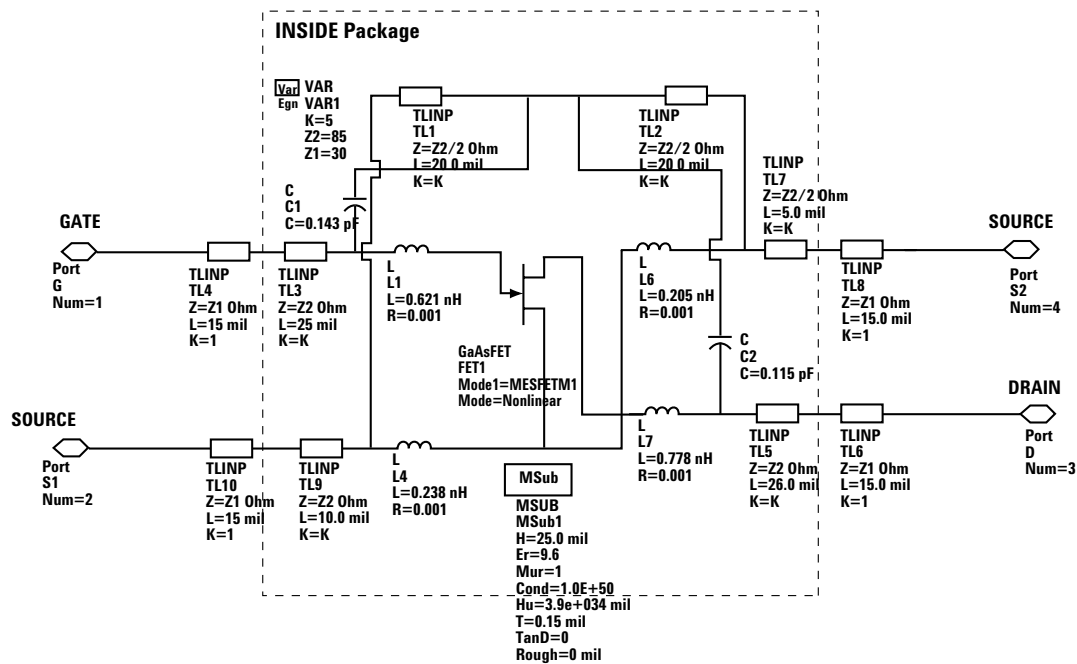 INSIDE Package
Var VAR
Egn VAR1
K=5
Z2=85
Z1=30
TLINP
TL1
Z=Z2/2 Ohm
L=20 0 mil
K=K
TLINP
TL2
Z=Z2/2 Ohm
L=20 0 mil
K=K
TLINP
TL7
Z=Z2/2 Ohm
L=5.0 mil
K=K
C
C1
C=0.143 pF
GATE
Port
G
Num=1
TLINP
TL4
Z=Z1 Ohm
L=15 mil
K=1
TLINP
TL3
Z=Z2 Ohm
L=25 mil
K=K
L
L1
L=0.621 nH
R=0.001
L
L6
L=0.205 nH
R=0.001
TLINP
TL8
Z=Z1 Ohm
L=15.0 mil
K=1
SOURCE
Port
S2
Num=4
GaAsFET
FET1
Mode1=MESFETM1
Mode=Nonlinear
C
C2
C=0.115 pF
SOURCE
Port
S1
Num=2
TLINP
TL10
Z=Z1 Ohm
L=15 mil
K=1
TLINP
TL9
Z=Z2 Ohm
L=10.0 mil
K=K
L
L4
L=0.238 nH
R=0.001
L
L7
L=0.778 nH
R=0.001
TLINP
TL5
Z=Z2 Ohm
L=26.0 mil
K=K
TLINP
TL6
Z=Z1 Ohm
L=15.0 mil
K=1
DRAIN
Port
D
Num=3
MSub
MSUB
MSub1
H=25.0 mil
Er=9.6
Mur=1
Cond=1.0E+50
Hu=3.9e+034 mil
T=0.15 mil
TanD=0
Rough=0 mil